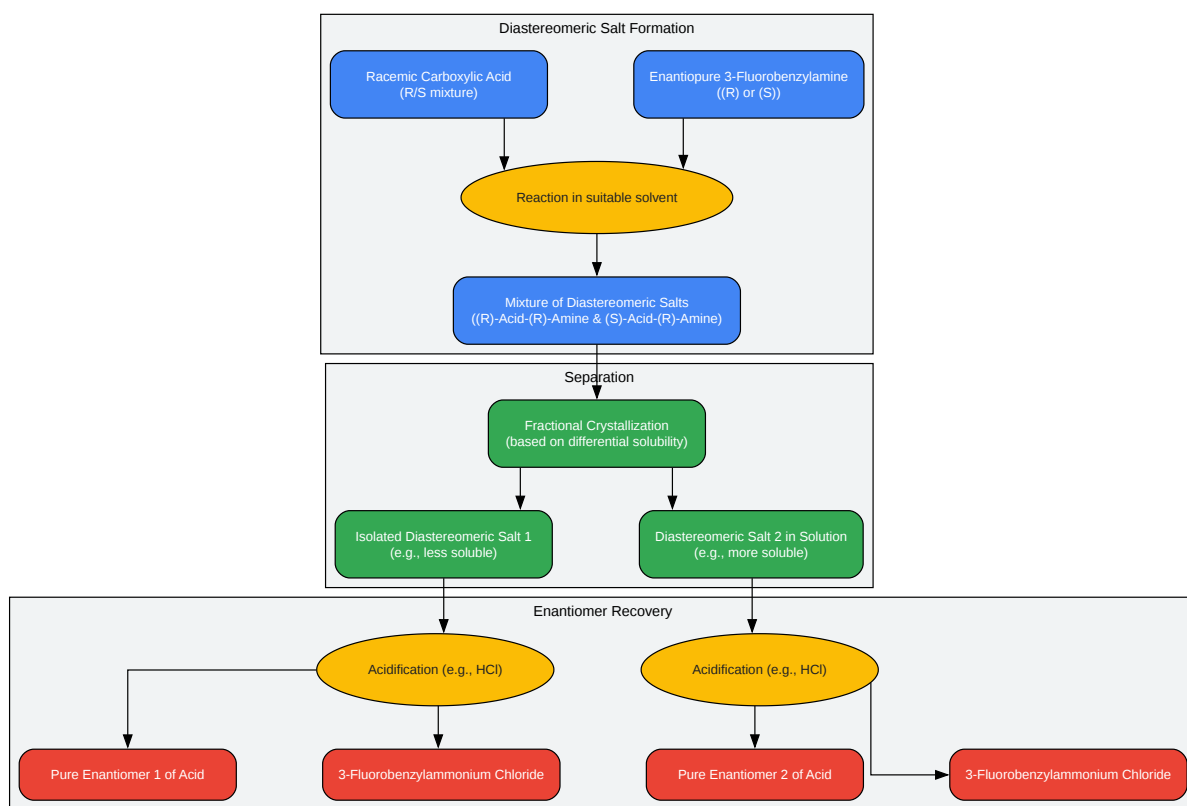 Diastereomeric Salt Formation
Racemic Carboxylic Acid
(R/S mixture)
Enantiopure 3-Fluorobenzylamine
((R) or (S))
Reaction in suitable solvent
Mixture of Diastereomeric Salts
((R)-Acid-(R)-Amine & (S)-Acid-(R)-Amine)
Separation
Fractional Crystallization
(based on differential solubility)
Isolated Diastereomeric Salt 1
(e.g., less soluble)
Diastereomeric Salt 2 in Solution
(e.g., more soluble)
Enantiomer Recovery
Acidification (e.g., HCl)
Acidification (e.g., HCl)
Pure Enantiomer 1 of Acid
3-Fluorobenzylammonium Chloride
Pure Enantiomer 2 of Acid
3-Fluorobenzylammonium Chloride